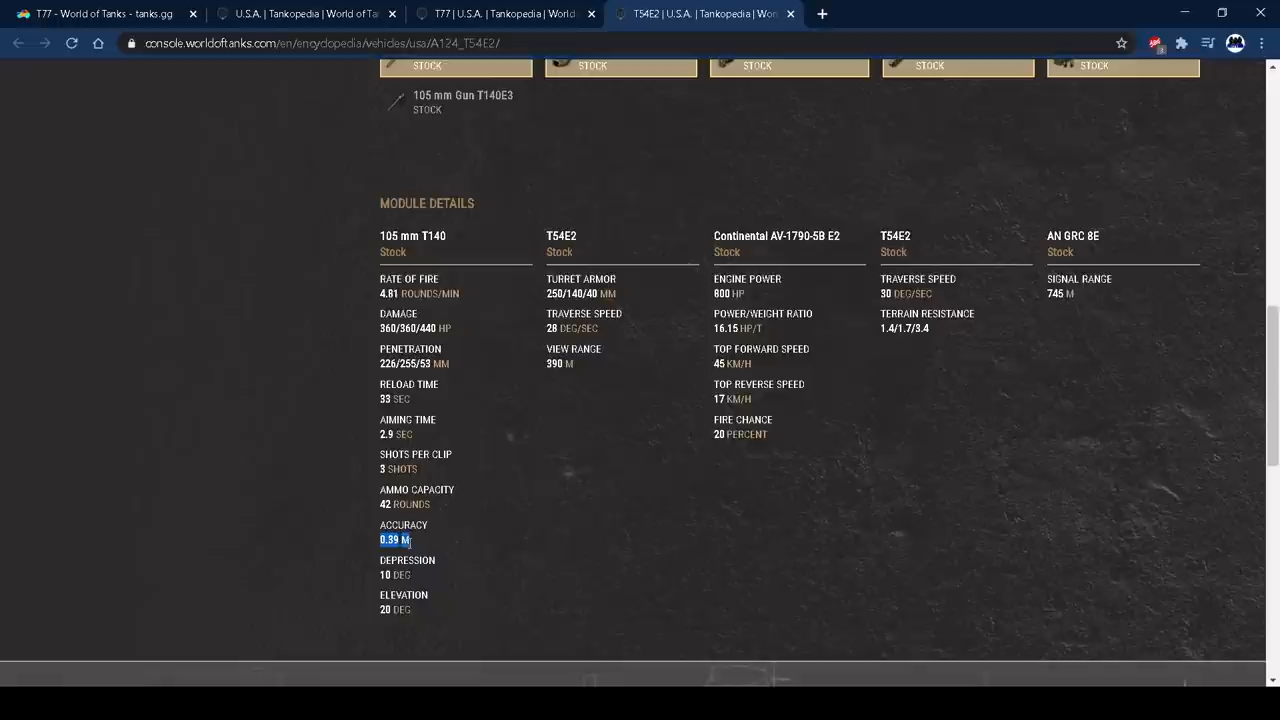 T77 - World of Tanks - tanks.gg
U.S.A. | Tankopedia | World of Ta
T77 | U.S.A. | Tankopedia | World
T54E2 | U.S.A. | Tankopedia | Wor
console.worldoftanks.com/en/encyclopedia/vehicles/usa/A124_T54E2/
STOCK STOCK STOCK STOCK STOCK
105 mm Gun T140E3
STOCK
MODULE DETAILS
105 mm T140
Stock
RATE OF FIRE
4.81 ROUNDS/MIN
DAMAGE
360/360/440 HP
PENETRATION
226/255/53 MM
RELOAD TIME
33 SEC
AIMING TIME
2.9 SEC
SHOTS PER CLIP
3 SHOTS
AMMO CAPACITY
42 ROUNDS
ACCURACY
0.39 M
DEPRESSION
10 DEG
ELEVATION
20 DEG
T54E2
Stock
TURRET ARMOR
250/140/40 MM
TRAVERSE SPEED
28 DEG/SEC
VIEW RANGE
390 M
Continental AV-1790-5B E2
Stock
ENGINE POWER
800 HP
POWER/WEIGHT RATIO
16.15 HP/T
TOP FORWARD SPEED
45 KM/H
TOP REVERSE SPEED
17 KM/H
FIRE CHANCE
20 PERCENT
T54E2
Stock
TRAVERSE SPEED
30 DEG/SEC
TERRAIN RESISTANCE
1.4/1.7/3.4
AN GRC 8E
Stock
SIGNAL RANGE
745 M